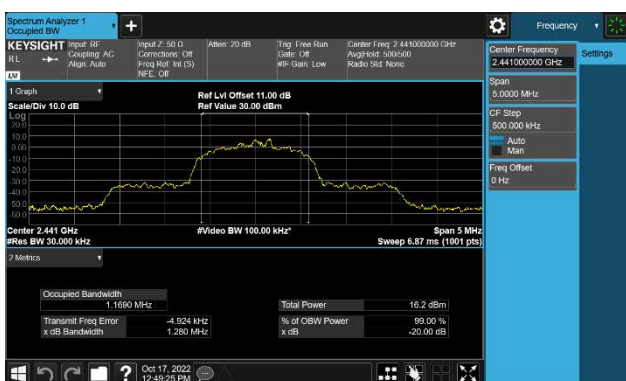 Spectrum Analyzer 1
Occupied BW
Frequency
KEYSIGHT
RL
Input: RF
Coupling: AC
Align: Auto
Input Z: 50 Ω
Corrections: Off
Freq Ref: Int (S)
NFE: Off
Atten: 20 dB
Trig: Free Run
Gate: Off
#IF Gain: Low
Center Freq: 2.441000000 GHz
Avg|Hold: 500/500
Radio Std: None
Center Frequency
2.441000000 GHz
Settings
Span
5.0000 MHz
CF Step
500.000 kHz
Auto
Man
Freq Offset
0 Hz
1 Graph
Scale/Div 10.0 dB
Ref Lvl Offset 11.00 dB
Ref Value 30.00 dBm
Log
20.0
10.0
0.00
-10.0
-20.0
-30.0
-40.0
-50.0
-60.0
Center 2.441 GHz
#Res BW 30.000 kHz
#Video BW 100.00 kHz*
Span 5 MHz
Sweep 6.87 ms (1001 pts)
2 Metrics
Occupied Bandwidth
1.1690 MHz
Total Power
16.2 dBm
Transmit Freq Error
-4.924 kHz
% of OBW Power
99.00 %
x dB Bandwidth
1.280 MHz
x dB
-20.00 dB
Oct 17, 2022
12:49:25 PM